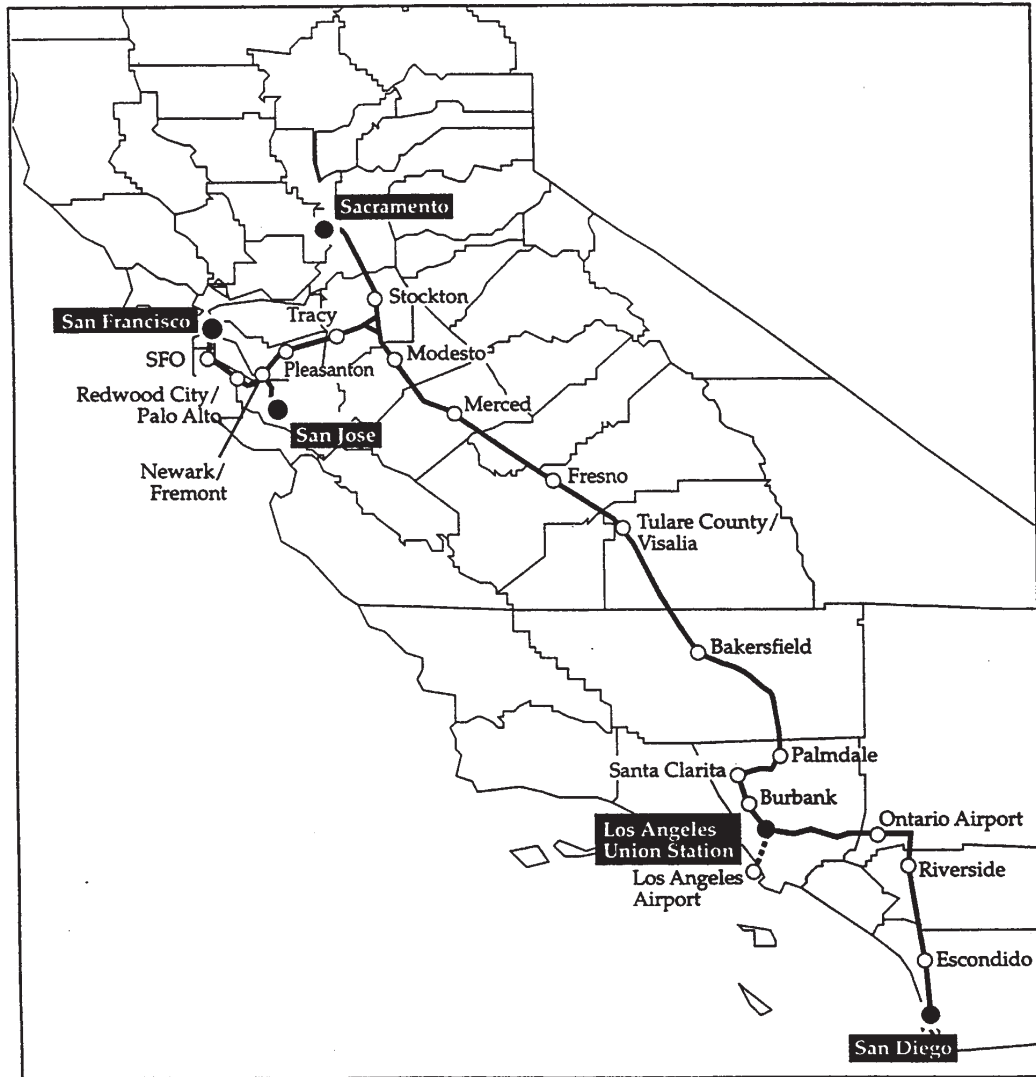 Sacramento
Stockton
San Francisco
Tracy
SFO
Pleasanton
Modesto
Redwood City/
Palo Alto
Merced
San Jose
Newark/
Fremont
Fresno
Tulare County/
Visalia
Bakersfield
Palmdale
Santa Clarita
Burbank
Ontario Airport
Los Angeles
Union Station
Los Angeles
Airport
Riverside
Escondido
San Diego